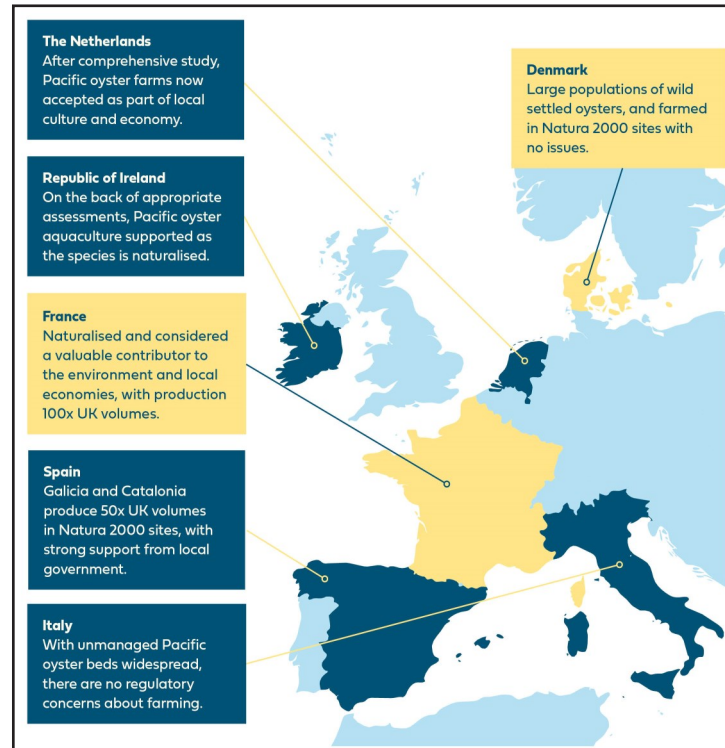 The Netherlands
After comprehensive study,
Pacific oyster farms now
accepted as part of local
culture and economy.
Denmark
Large populations of wild
settled oysters, and farmed
in Natura 2000 sites with
no issues.
Republic of Ireland
On the back of appropriate
assessments, Pacific oyster
aquaculture supported as
the species is naturalised.
France
Naturalised and considered
a valuable contributor to
the environment and local
economies, with production
100x UK volumes.
Spain
Galicia and Catalonia
produce 50x UK volumes
in Natura 2000 sites, with
strong support from local
government.
Italy
With unmanaged Pacific
oyster beds widespread,
there are no regulatory
concerns about farming.